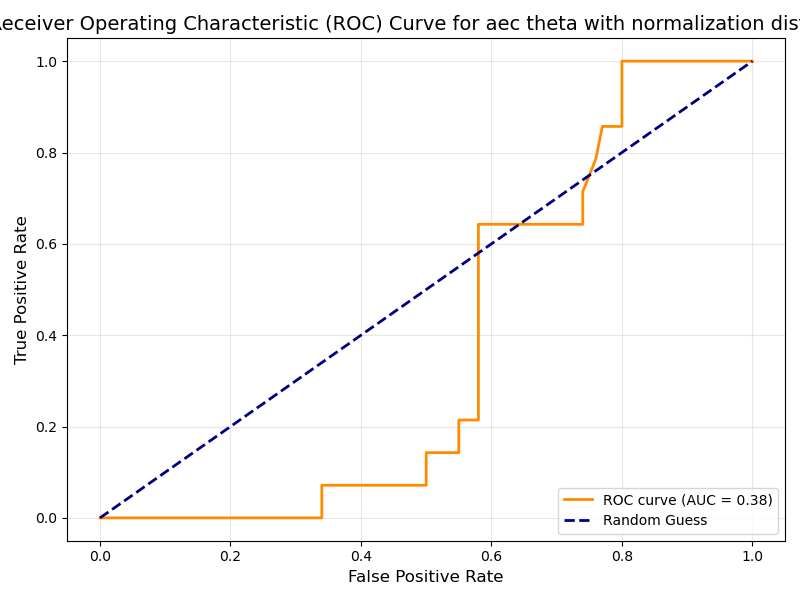 eceiver Operating Characteristic (ROC) Curve for aec theta with normalization dis
1.0
0.8
0.6
0.4
0.2
0.0
True Positive Rate
0.0 0.2 0.4 0.6 0.8 1.0
False Positive Rate
ROC curve (AUC = 0.38)
Random Guess